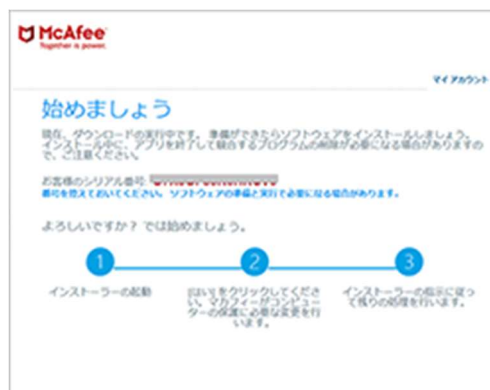 McAfee
Together is power.
マイ アカウント
始めましょう
現在、ダウンロードの実行中です。 準備ができたらソフトウェアをインストールしましょう。
インストール中に、アプリを終了して競合するプログラムの削除が必要になる場合がありますの
で、ご注意ください。
お客様のシリアル番号:
番号を控えておいてください。 ソフトウェアの準備と実行で必要になる場合があります。
よろしいですか? では始めましょう。
1
2
3
インストーラーの起動
[はい] をクリックしてくださ
い。マカフィーがコンピュー
ターの保護に必要な変更を行
います。
インストーラーの指示に従っ
て残りの処理を行います。